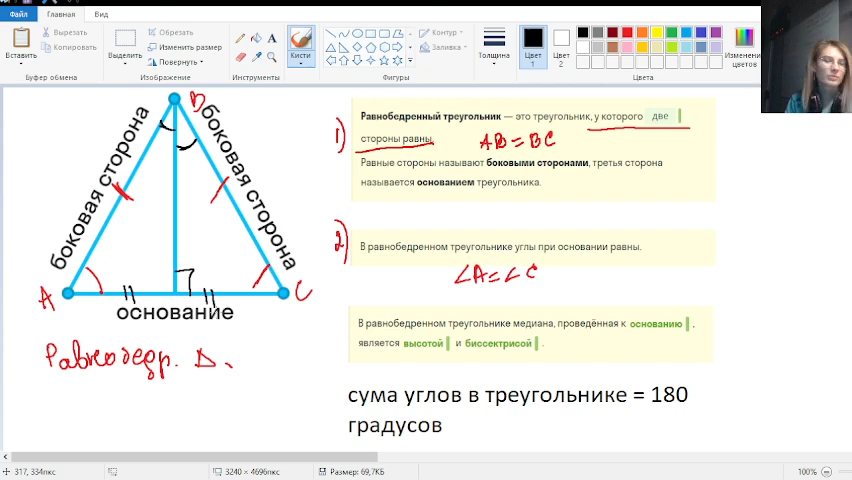 Файл
Главная
Вид
Вставить
Вырезать
Копировать
Буфер обмена
Выделить
Обрезать
Изменить размер
Повернуть
Изображение
Инструменты
Кисти
Контур
Заливка
Фигуры
Толщина
Цвет 1
Цвет 2
Цвета
Изменение цветов
B
боковая сторона
боковая сторона
A
C
основание
Равнобедр. Δ.
1)
Равнобедренный треугольник — это треугольник, у которого две
стороны равны.
AB = BC
Равные стороны называют боковыми сторонами, третья сторона
называется основанием треугольника.
2)
В равнобедренном треугольнике углы при основании равны.
∠A = ∠C
В равнобедренном треугольнике медиана, проведённая к основанию ,
является высотой и биссектрисой .
сума углов в треугольнике = 180
градусов
317, 334пкс
3240 × 4696пкс
Размер: 69,7КБ
100%